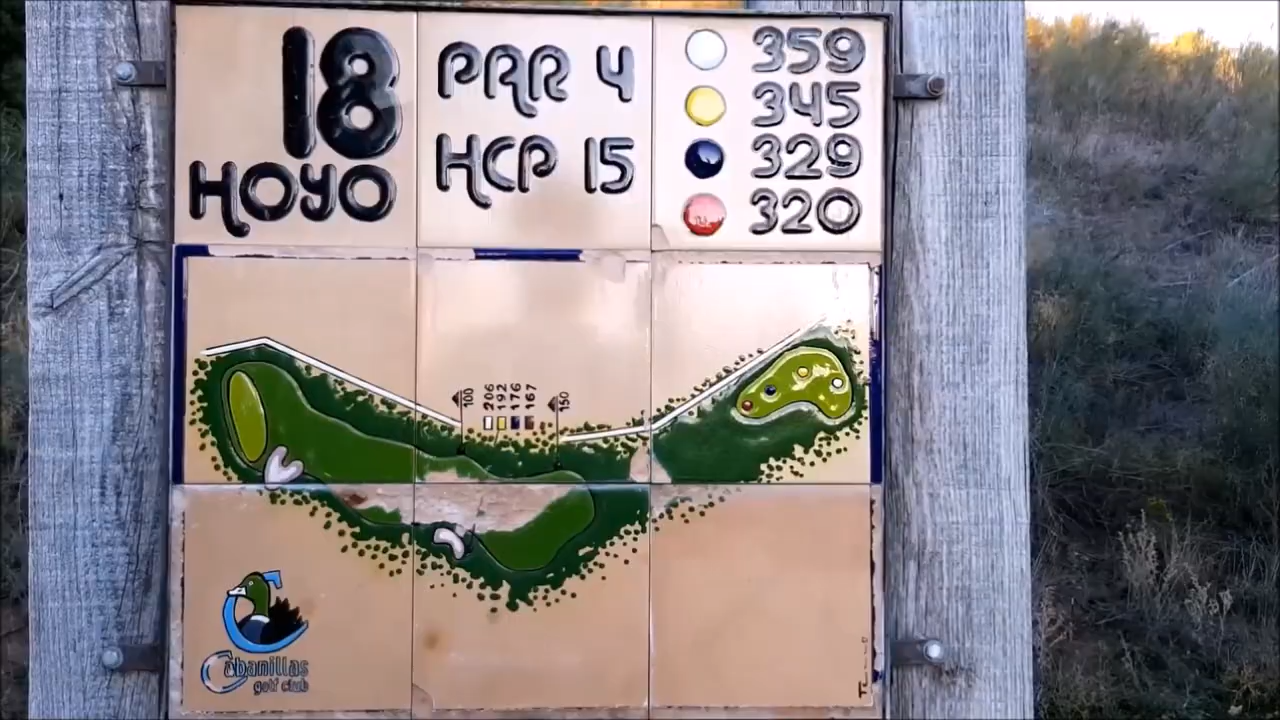 18
HOYO
PAR 4
HCP 15
359
345
329
320
100
206
192
176
167
150
Cabanillas
golf club